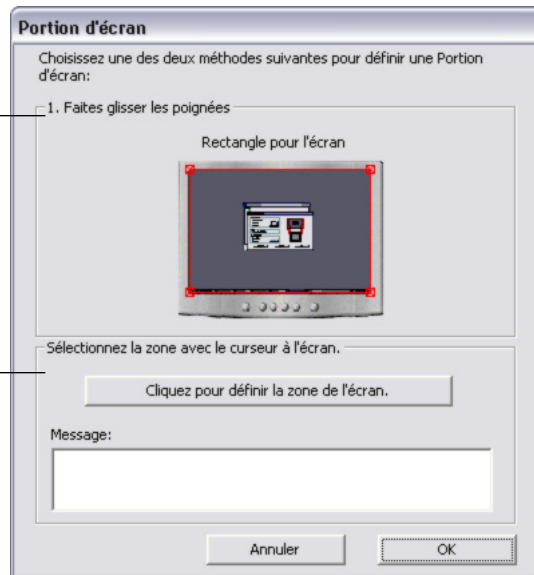 Portion d'écran
Choisissez une des deux méthodes suivantes pour définir une Portion
d'écran:
1. Faites glisser les poignées
Rectangle pour l'écran
Sélectionnez la zone avec le curseur à l'écran.
Cliquez pour définir la zone de l'écran.
Message:
Annuler
OK